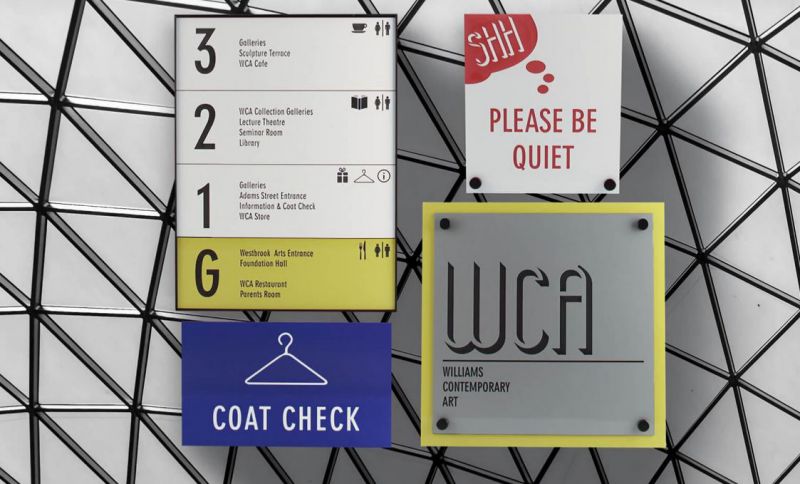 3
Galleries
Sculpture Terrace
WCA Cafe
2
WCA Collection Galleries
Lecture Theatre
Seminar Room
Library
1
Galleries
Adams Street Entrance
Information & Coat Check
WCA Store
G
Westbrook Arts Entrance
Foundation Hall
WCA Restaurant
Parents Room
COAT CHECK
SHH
PLEASE BE
QUIET
WCA
WILLIAMS
CONTEMPORARY
ART